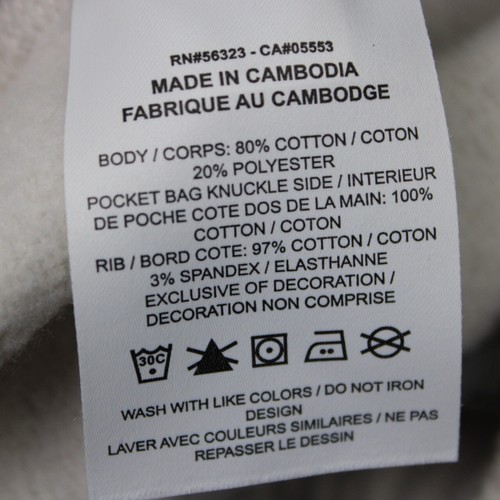 RN#56323 - CA#05553
MADE IN CAMBODIA
FABRIQUE AU CAMBODGE
BODY / CORPS: 80% COTTON / COTON
20% POLYESTER
POCKET BAG KNUCKLE SIDE / INTERIEUR
DE POCHE COTE DOS DE LA MAIN: 100%
COTTON / COTON
RIB / BORD COTE: 97% COTTON / COTON
3% SPANDEX / ELASTHANNE
EXCLUSIVE OF DECORATION /
DECORATION NON COMPRISE
30C
WASH WITH LIKE COLORS / DO NOT IRON
DESIGN
LAVER AVEC COULEURS SIMILAIRES / NE PAS
REPASSER LE DESSIN